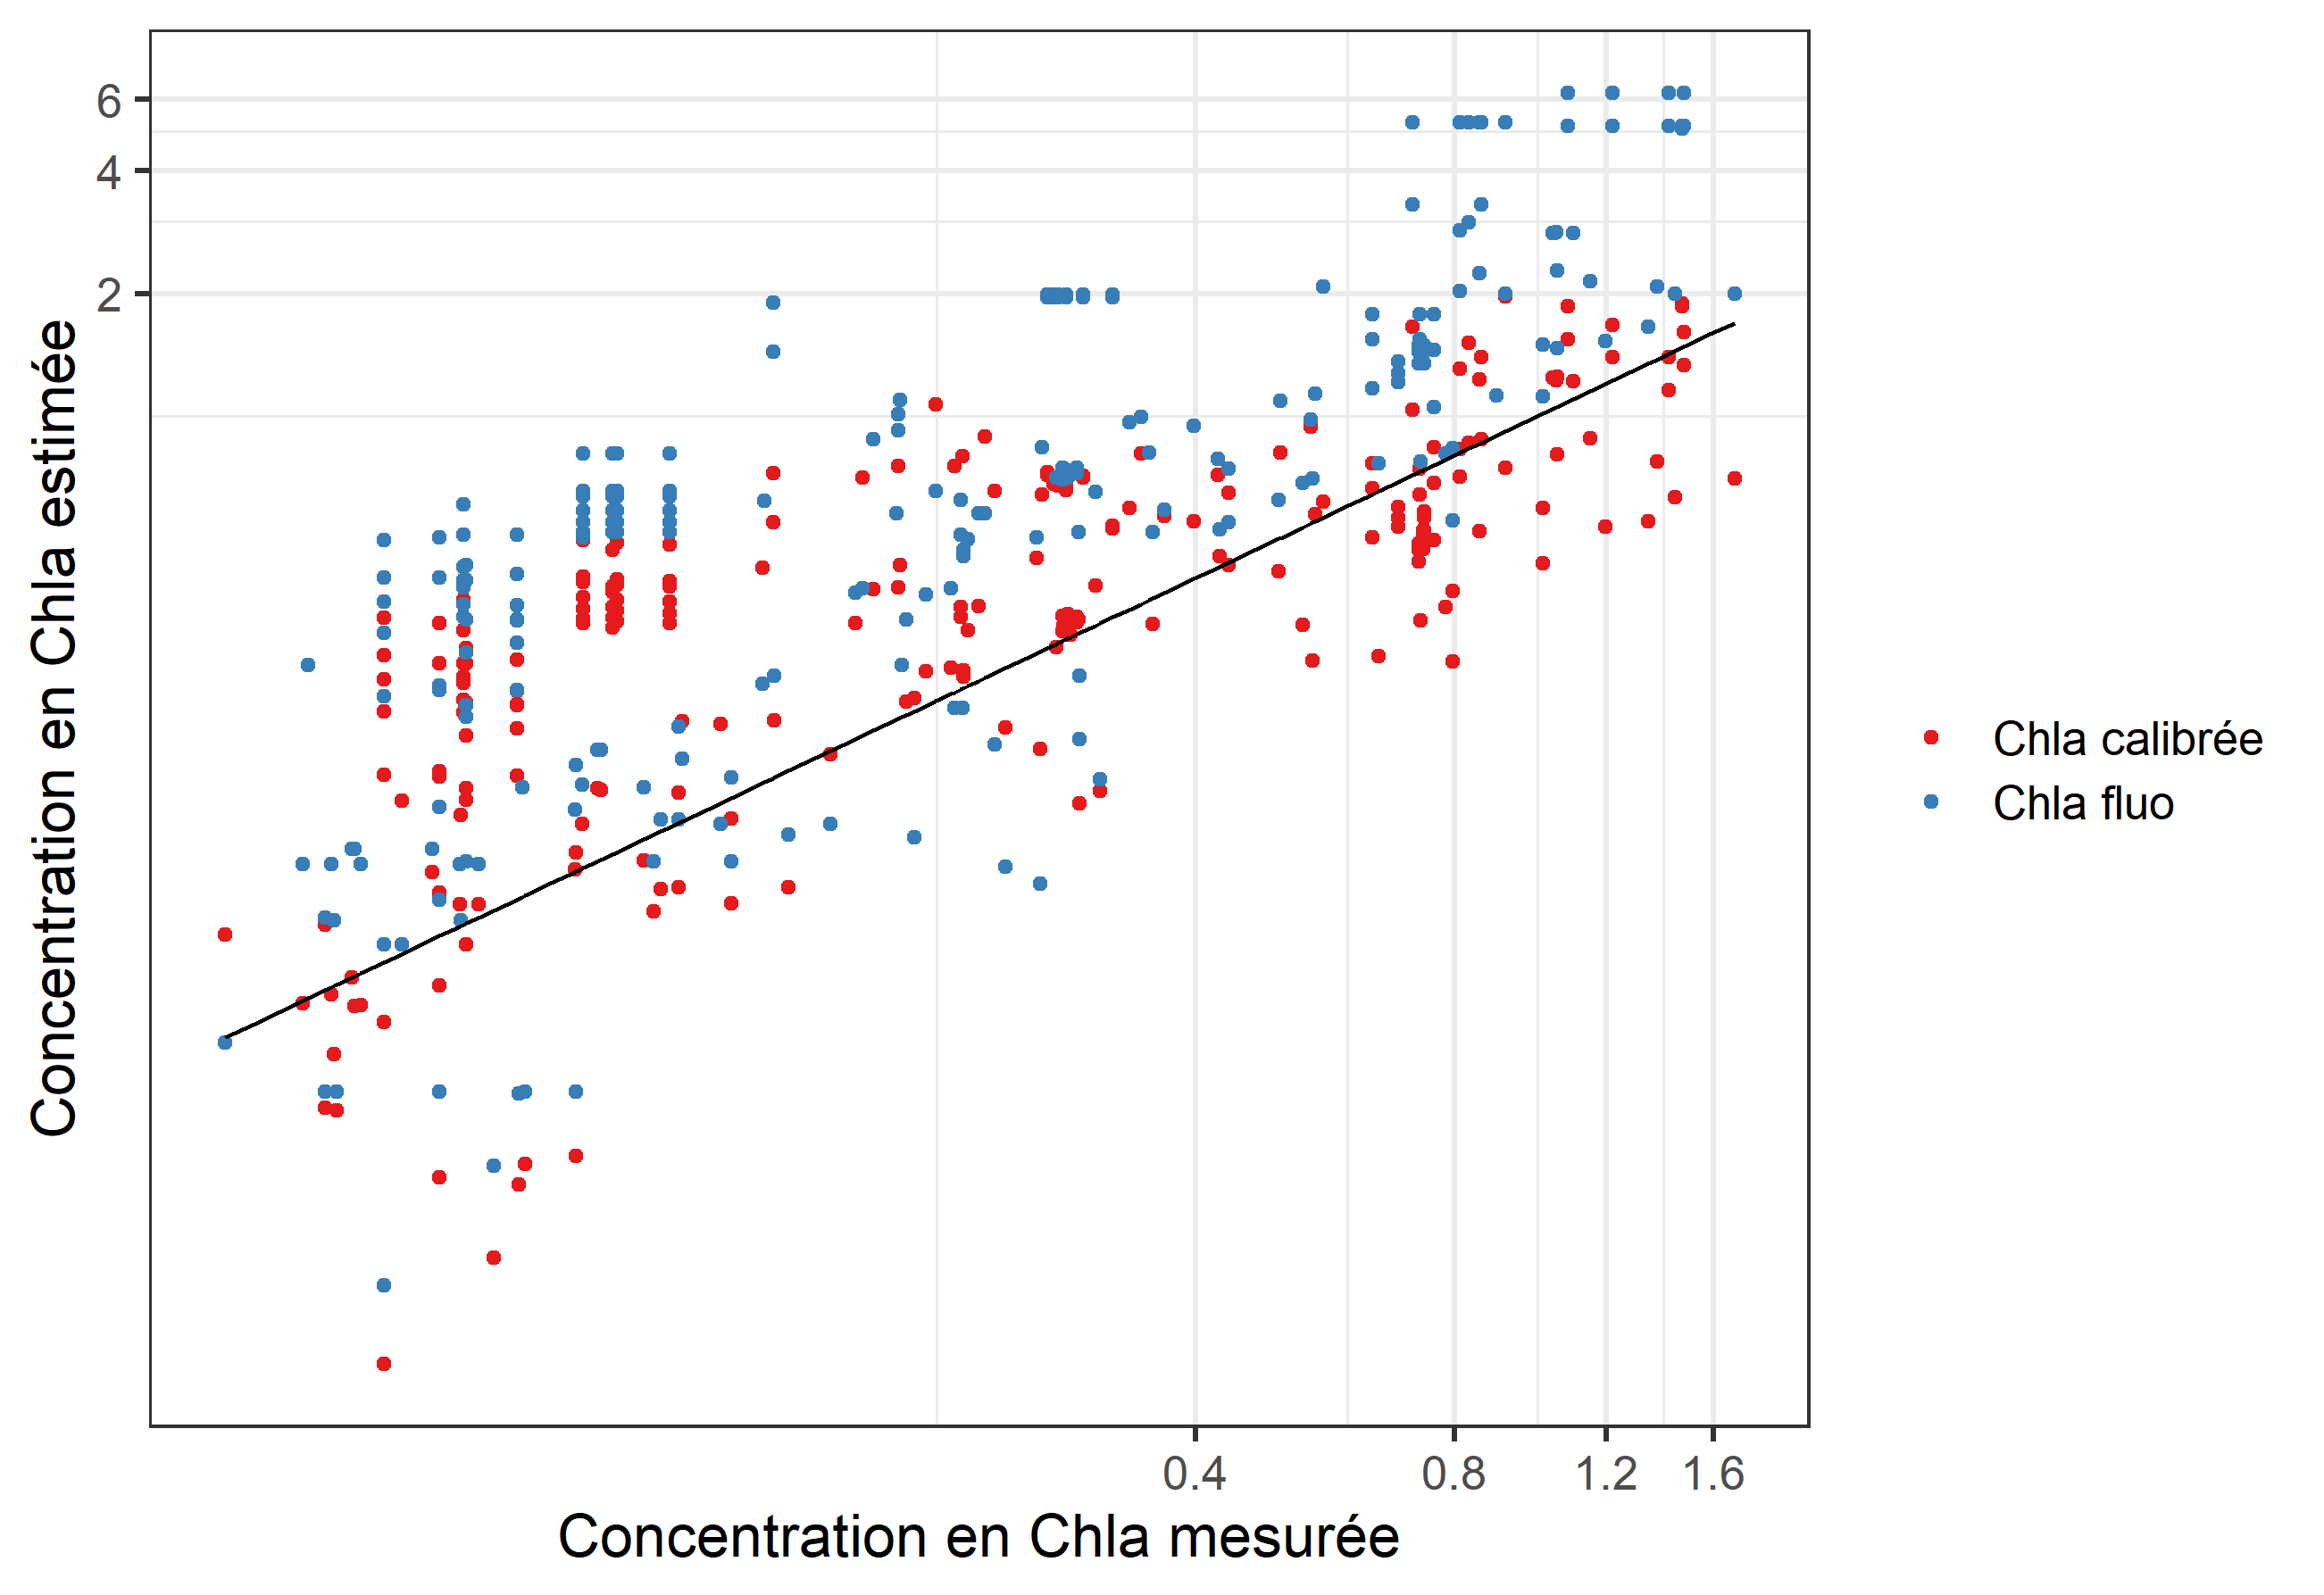 6
4
2
Concentration en Chla estimée
0.4 0.8 1.2 1.6
Concentration en Chla mesurée
Chla calibrée
Chla fluo